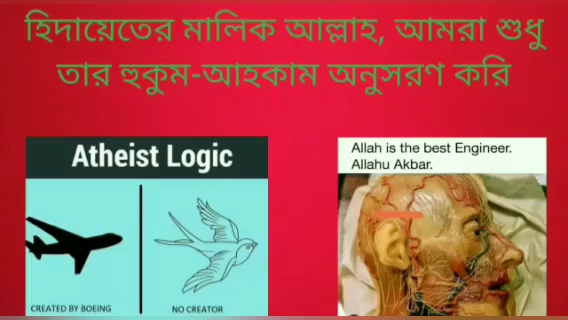 হিদায়েতের মালিক আল্লাহ, আমরা শুধু
তার হুকুম-আহকাম অনুসরণ করি
Atheist Logic
CREATED BY BOEING
NO CREATOR
Allah is the best Engineer.
Allahu Akbar.